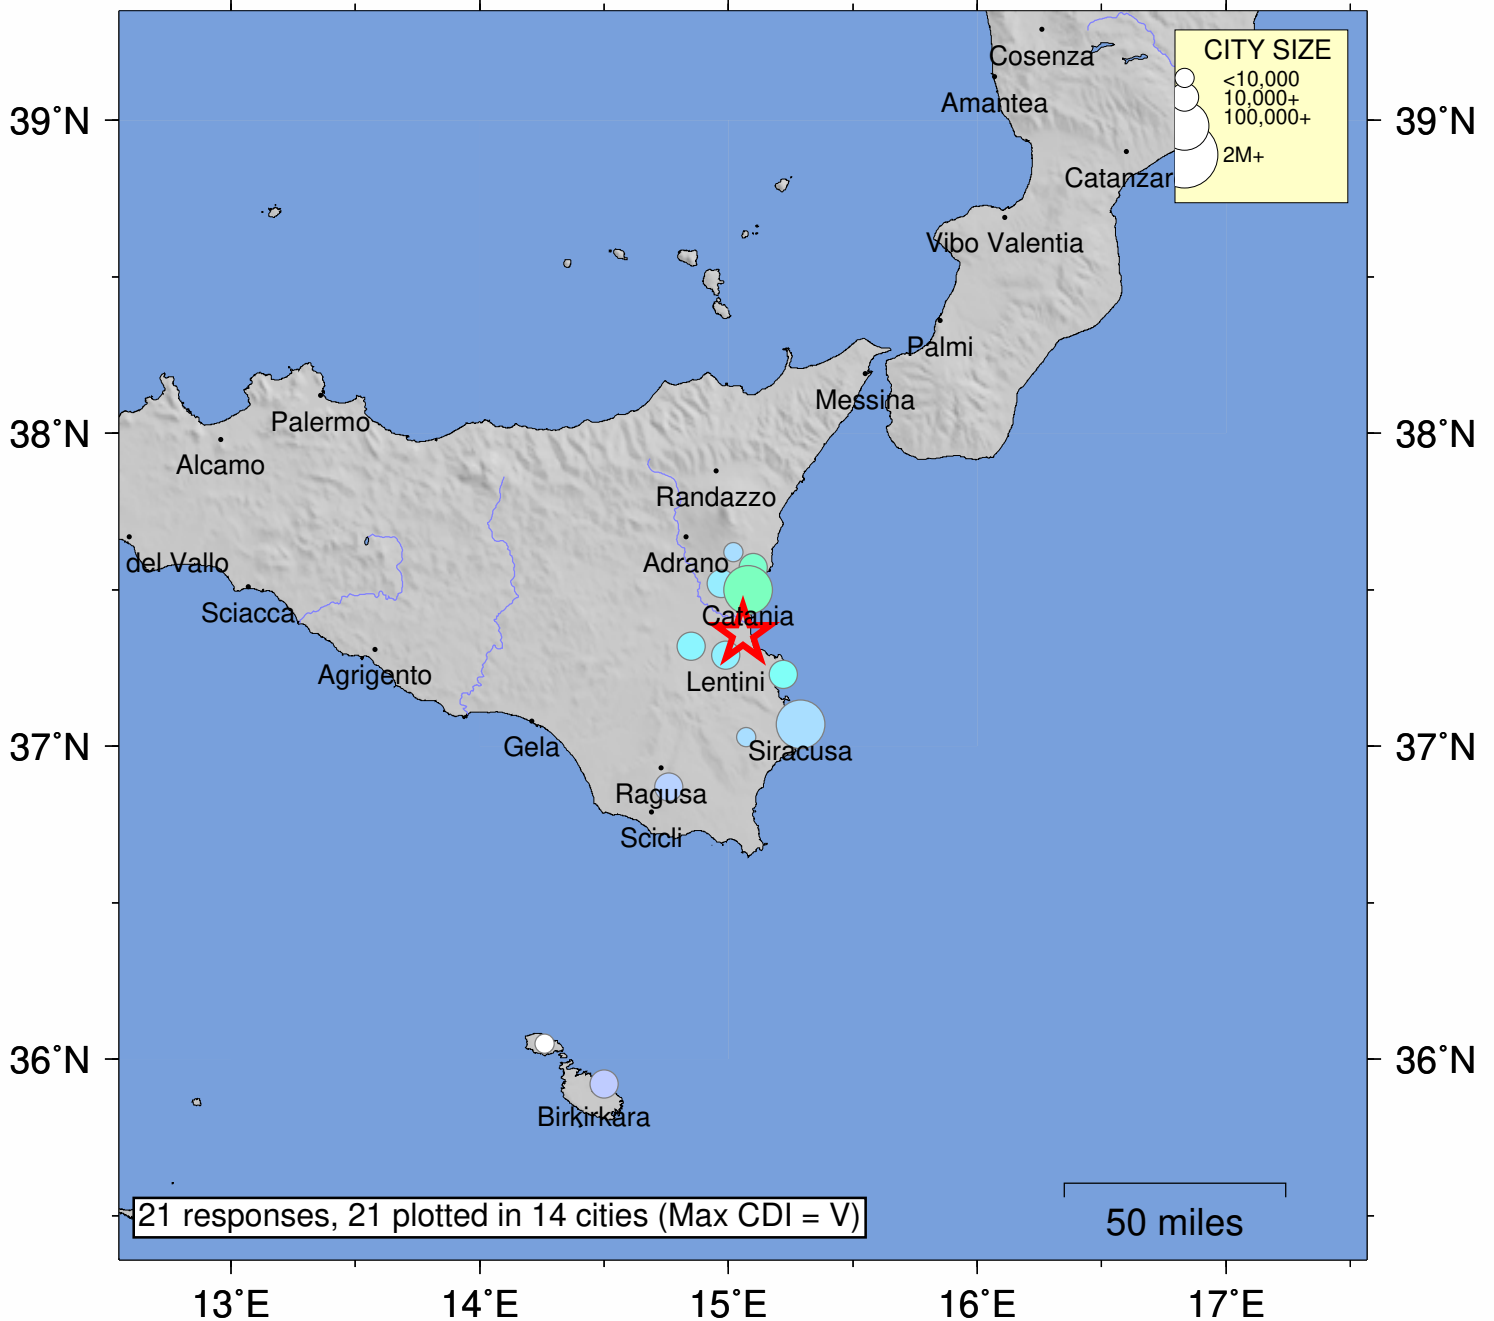 Cosenza
CITY SIZE
<10,000
10,000+
100,000+
2M+
Amantea
39˚N
39˚N
Catanzar
Vibo Valentia
Palmi
Messina
38˚N
38˚N
Palermo
Alcamo
Randazzo
del Vallo
Adrano
Sciacca
Catania
Agrigento
Lentini
37˚N
37˚N
Gela
Siracusa
Ragusa
Scicli
36˚N
36˚N
Birkirkara
21 responses, 21 plotted in 14 cities (Max CDI = V)
50 miles
13˚E
14˚E
15˚E
16˚E
17˚E